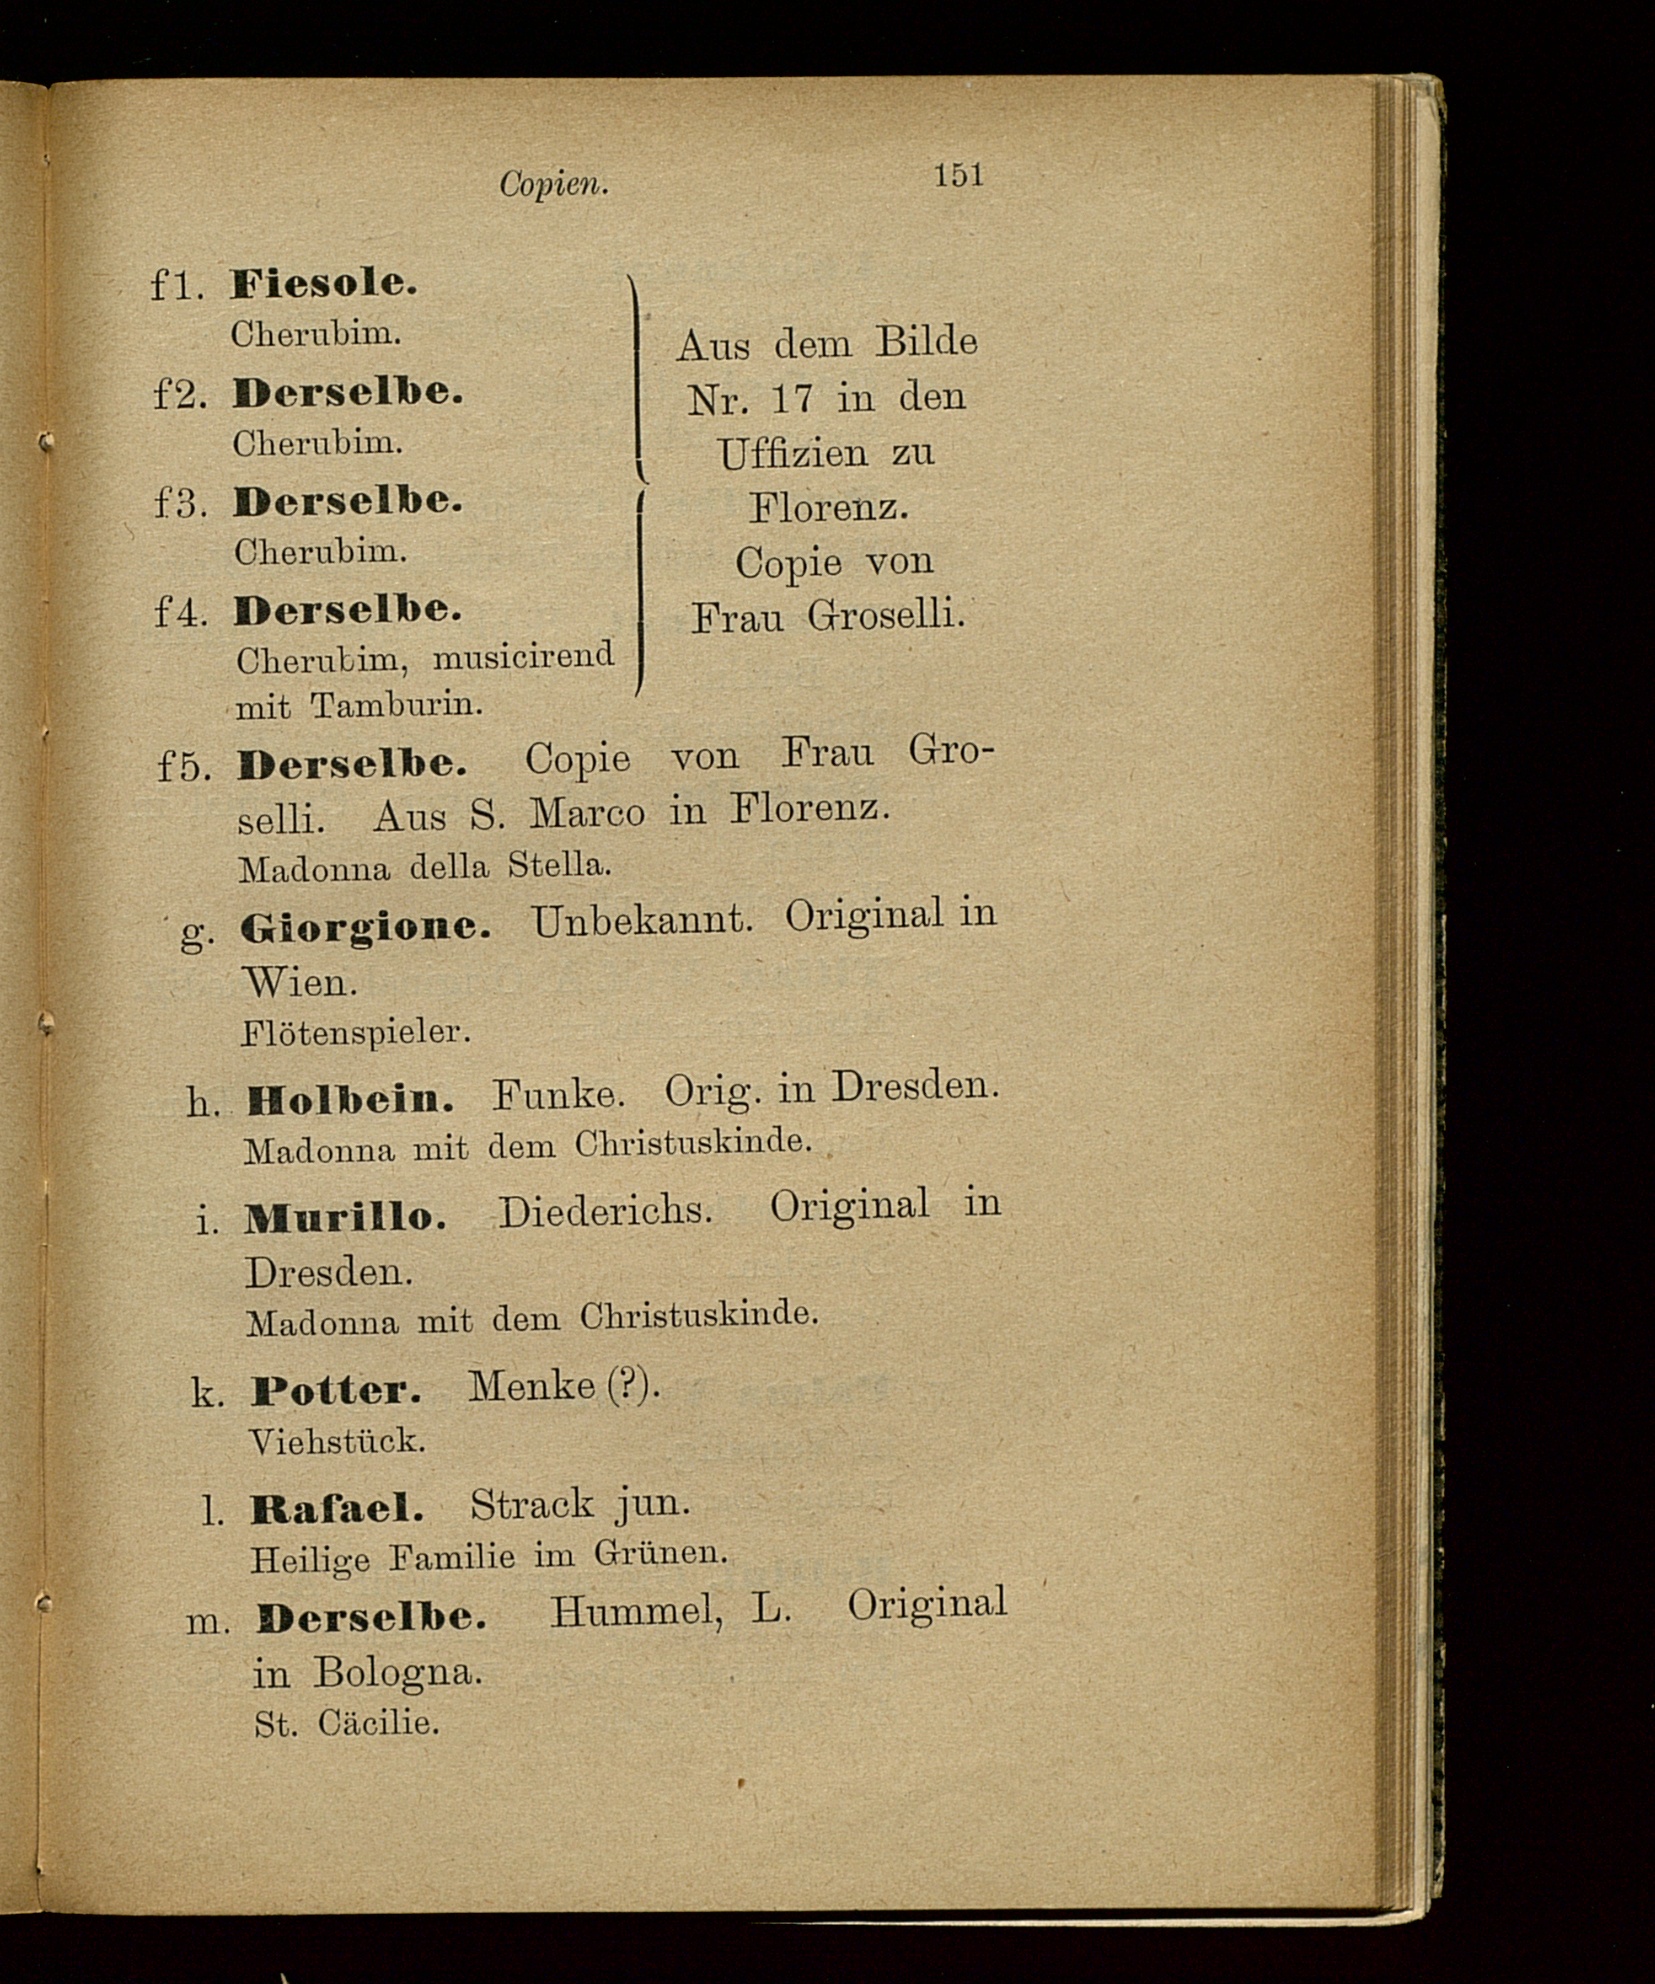 Copien. 151
f1. Fiesole.
Cherubim.
f2. Derselbe.
Cherubim.
f3. Derselbe.
Cherubim.
f4. Derselbe.
Cherubim, musicirend
mit Tamburin.
Aus dem Bilde
Nr. 17 in den
Uffizien zu
Florenz.
Copie von
Frau Groselli.
f5. Derselbe. Copie von Frau Gro-
selli. Aus S. Marco in Florenz.
Madonna della Stella.
g. Giorgione. Unbekannt. Original in
Wien.
Flötenspieler.
h. Holbein. Funke. Orig. in Dresden.
Madonna mit dem Christuskinde.
i. Murillo. Diederichs. Original in
Dresden.
Madonna mit dem Christuskinde.
k. Potter. Menke (?).
Viehstück.
l. Rafael. Strack jun.
Heilige Familie im Grünen.
m. Derselbe. Hummel, L. Original
in Bologna.
St. Cäcilie.